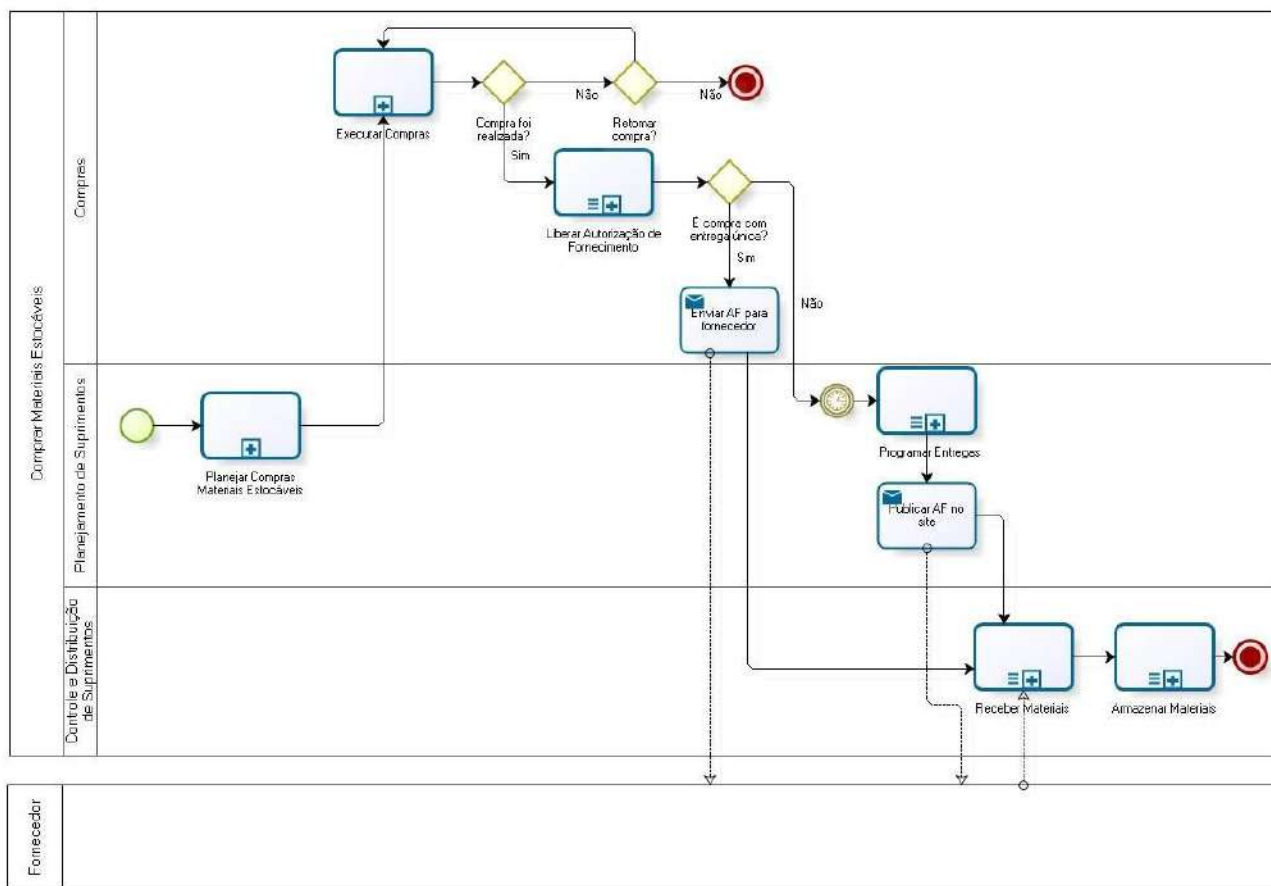 Comprar Materiais Estocáveis
Compras
Executar Compras
Compra foi
realizada?
Não
Retomar
compra?
Não
Sim
Liberar Autorização de
Fornecimento
É compra com
entrega única?
Sim
Não
Enviar AF para
fornecedor
Planejamento de Suprimentos
Planejar Compras
Materiais Estocáveis
Programar Entregas
Publicar AF no
site
Controle e Distribuição
de Suprimentos
Receber Materiais
Armazenar Materiais
Fornecedor